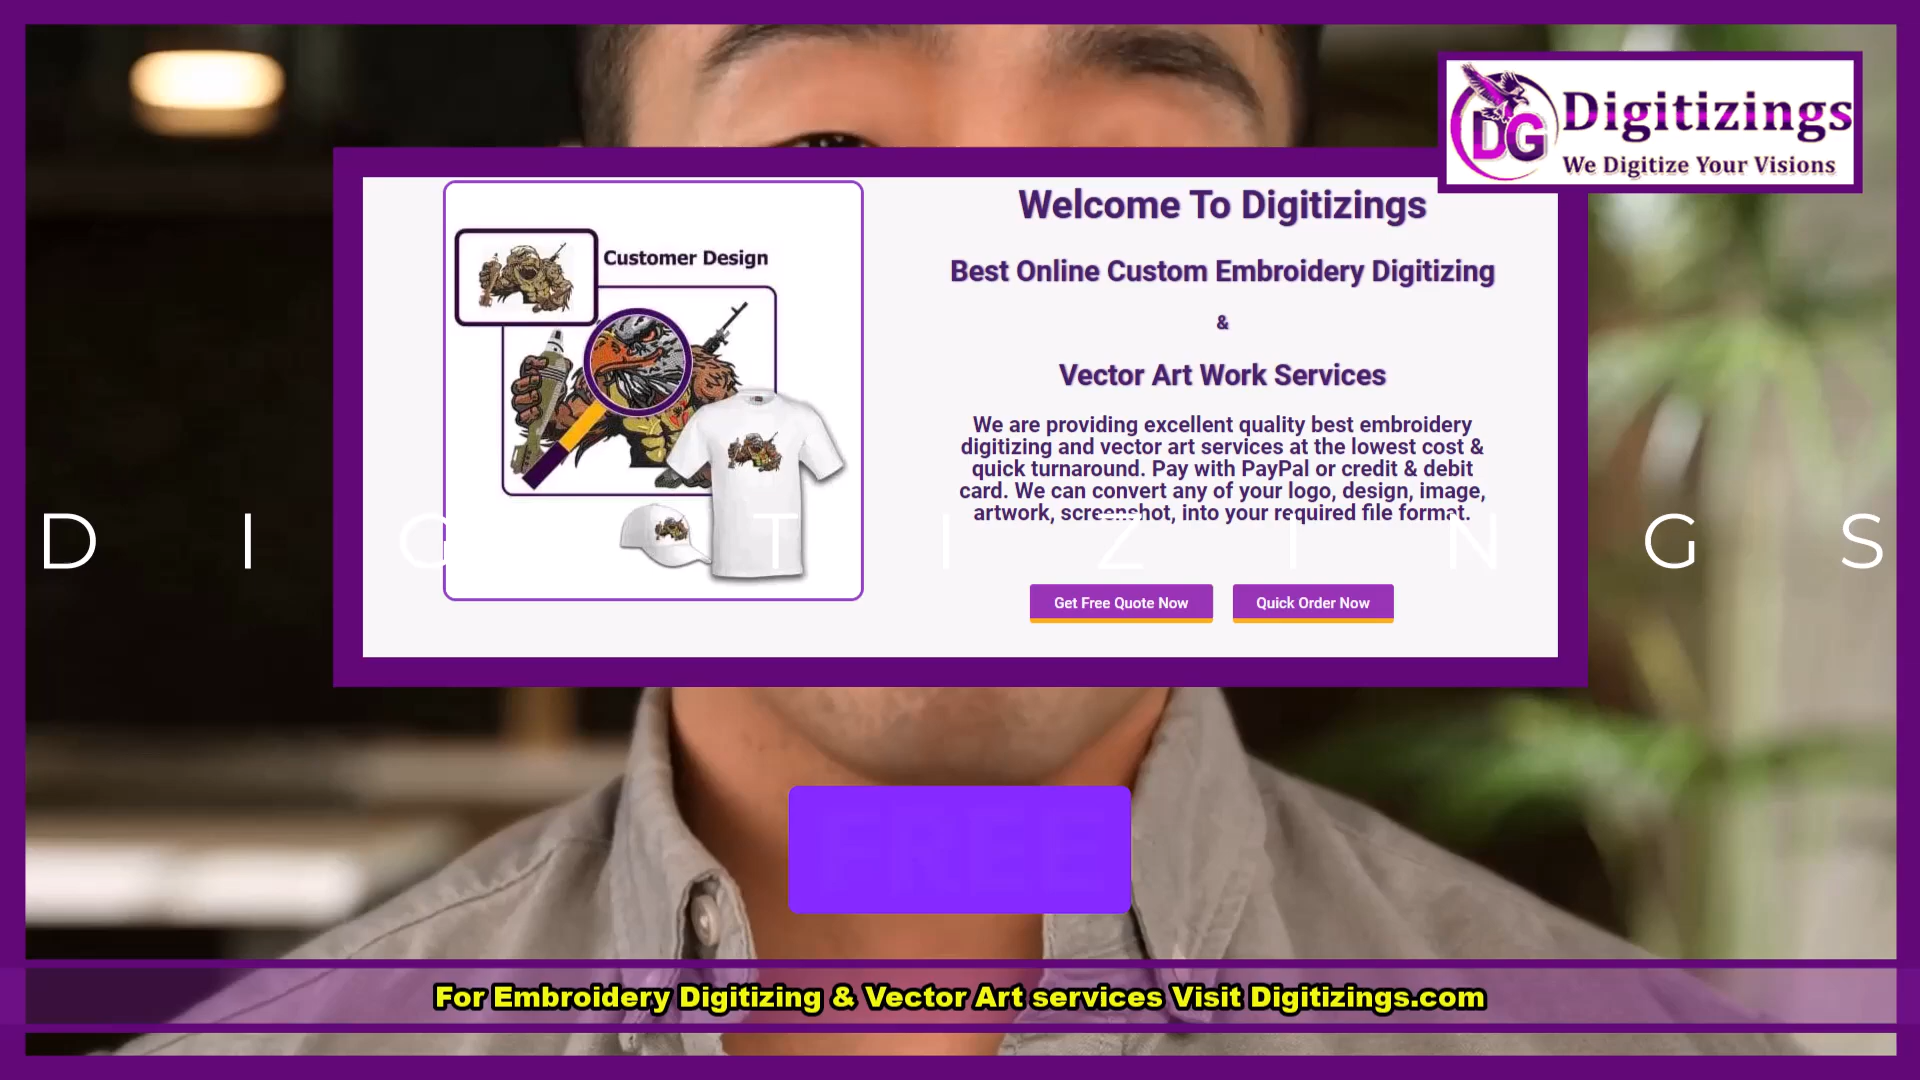 DG Digitizings
We Digitize Your Visions
Welcome To Digitizings
Customer Design
Best Online Custom Embroidery Digitizing
&
Vector Art Work Services
We are providing excellent quality best embroidery
digitizing and vector art services at the lowest cost &
quick turnaround. Pay with PayPal or credit & debit
card. We can convert any of your logo, design, image,
artwork, screenshot, into your required file format.
D I G I T I Z I N G S
Get Free Quote Now
Quick Order Now
FREE
For Embroidery Digitizing & Vector Art services Visit Digitizings.com